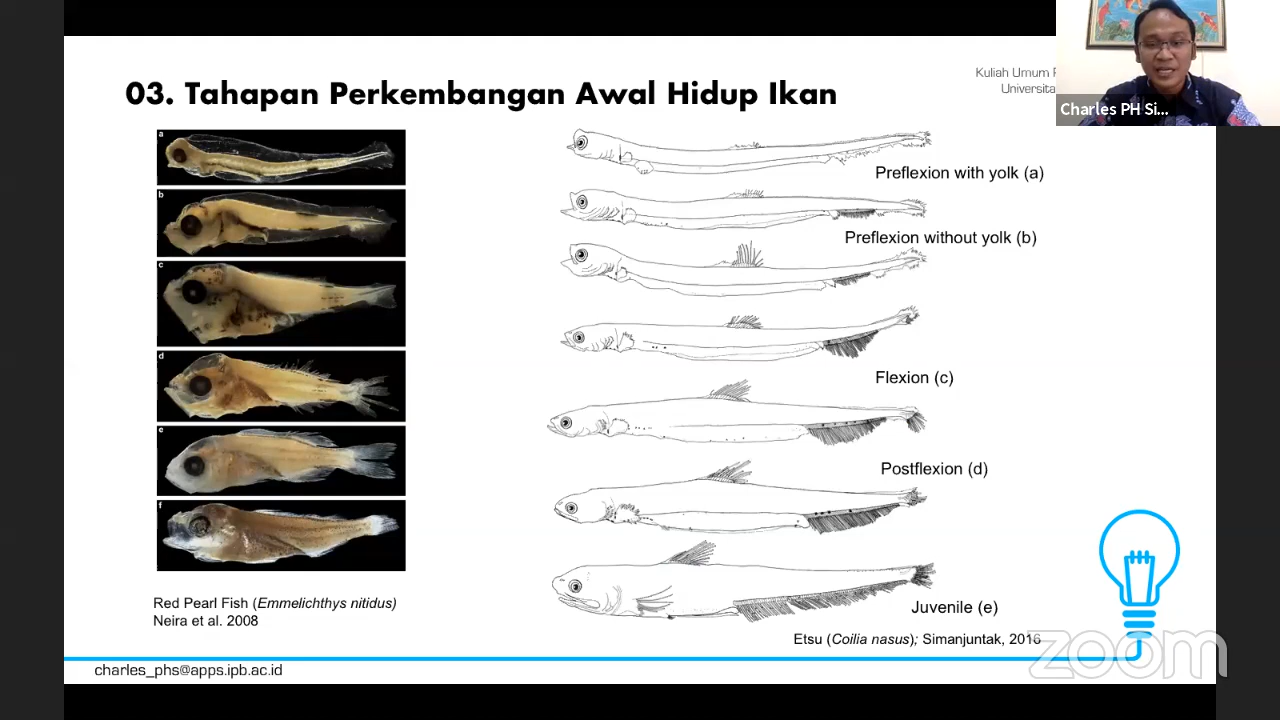 03. Tahapan Perkembangan Awal Hidup Ikan
Kuliah Umum
Charles PH Si...
a
b
c
d
e
f
Preflexion with yolk (a)
Preflexion without yolk (b)
Flexion (c)
Postflexion (d)
Juvenile (e)
Red Pearl Fish (Emmelichthys nitidus)
Neira et al. 2008
Etsu (Coilia nasus); Simanjuntak, 2016
charles_phs@apps.ipb.ac.id
zoom